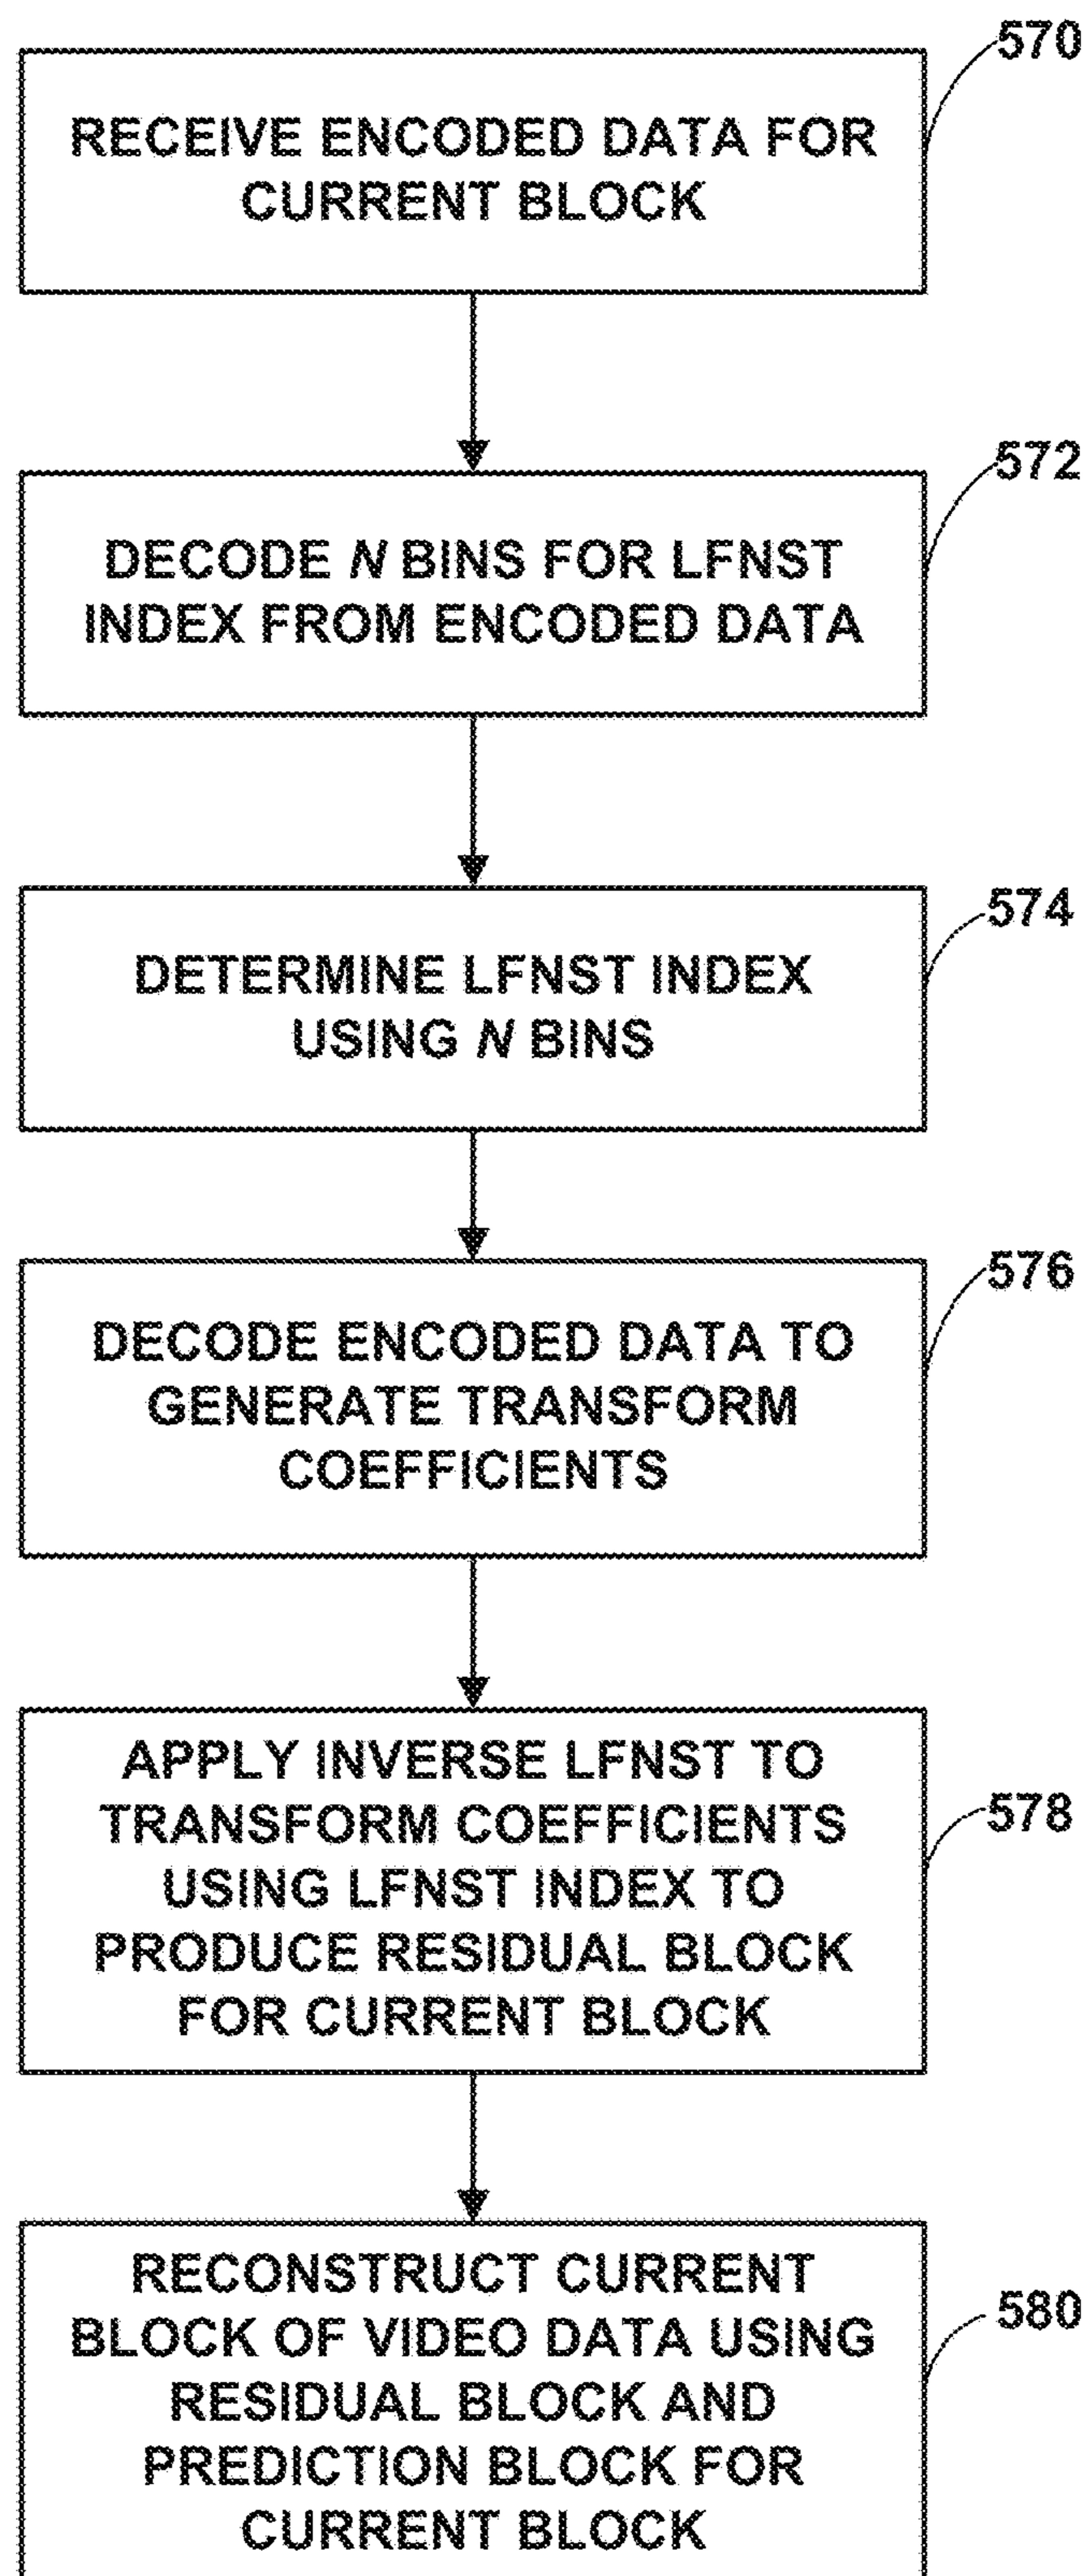 570
RECEIVE ENCODED DATA FOR
CURRENT BLOCK
572
DECODE N BINS FOR LFNST
INDEX FROM ENCODED DATA
574
DETERMINE LFNST INDEX
USING N BINS
576
DECODE ENCODED DATA TO
GENERATE TRANSFORM
COEFFICIENTS
APPLY INVERSE LFNST TO
TRANSFORM COEFFICIENTS
578
USING LFNST INDEX TO
PRODUCE RESIDUAL BLOCK
FOR CURRENT BLOCK
RECONSTRUCT CURRENT
580
BLOCK OF VIDEO DATA USING
RESIDUAL BLOCK AND
PREDICTION BLOCK FOR
CURRENT BLOCK